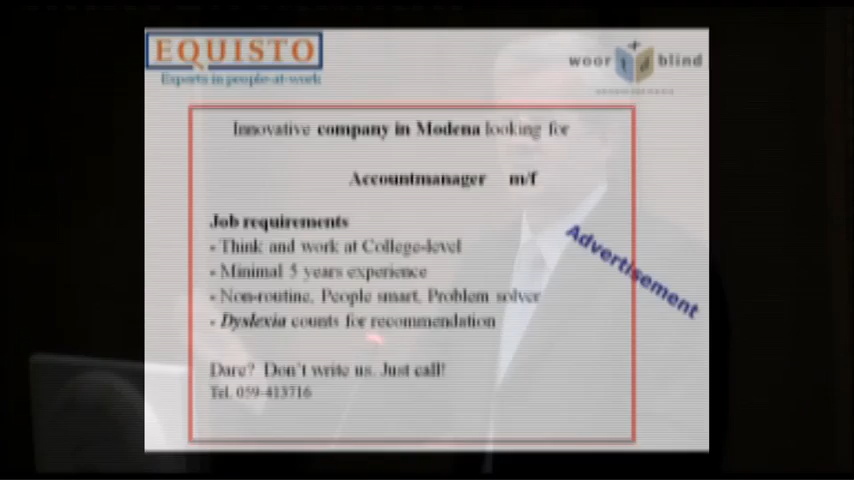 EQUISTO
Experts in people-at-work
woor t d blind
Innovative company in Modena looking for
Accountmanager m/f
Job requirements
- Think and work at College-level
- Minimal 5 years experience
- Non-routine, People smart, Problem solver
- Dyslexia counts for recommendation
Advertisement
Dare? Don't write us. Just call!
Tel. 059-413716